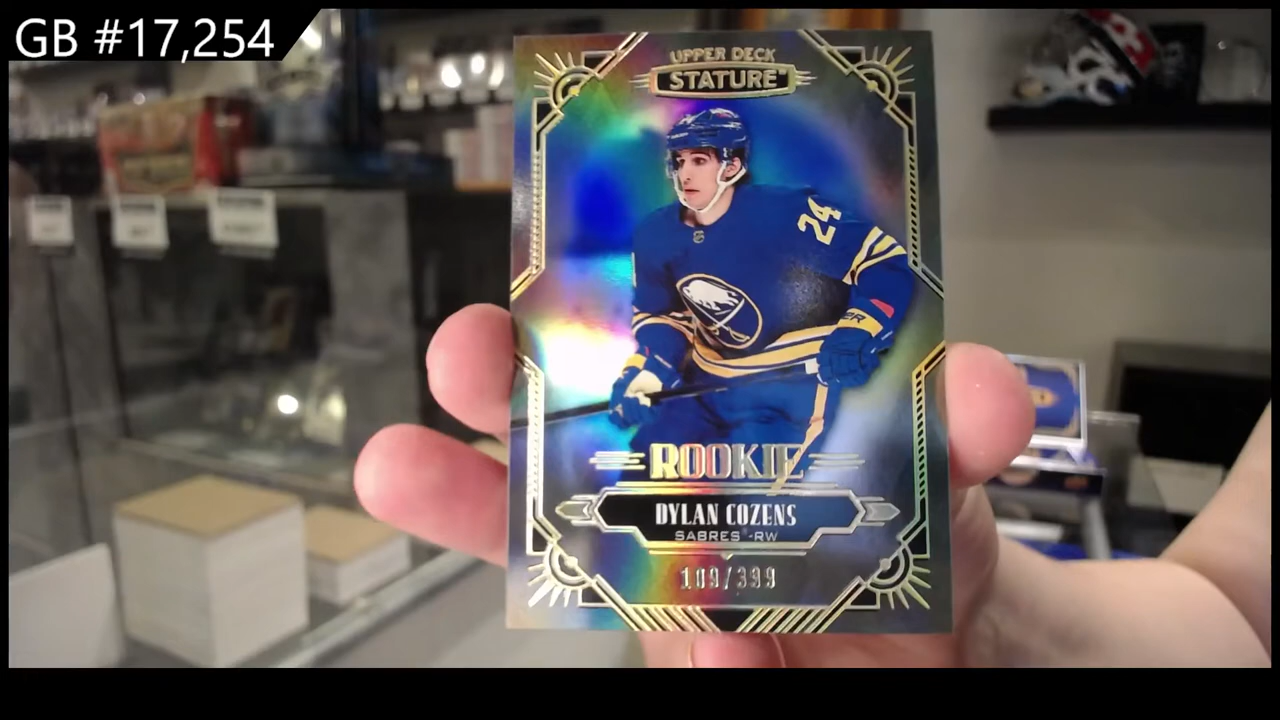 GB #17,254
UPPER DECK
STATURE
24
ROOKIE
DYLAN COZENS
SABRES®-RW
109/399